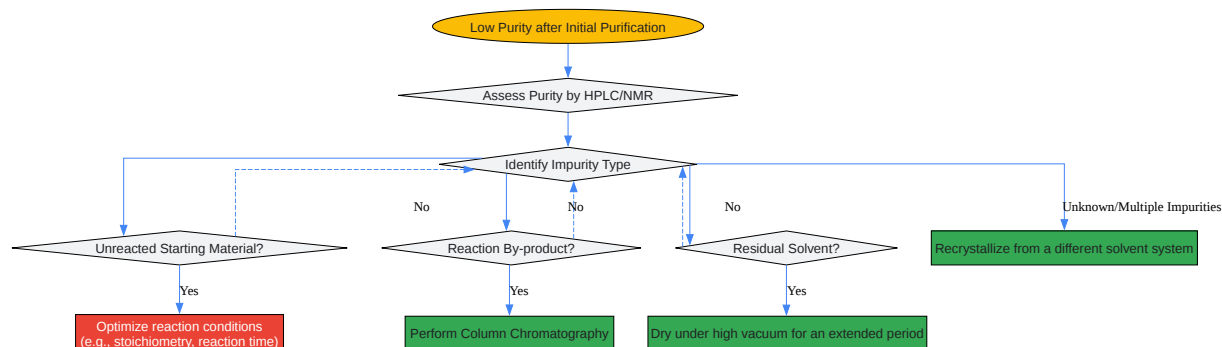 Low Purity after Initial Purification
Assess Purity by HPLC/NMR
Identify Impurity Type
No
No
No
Unknown/Multiple Impurities
Unreacted Starting Material?
Reaction By-product?
Residual Solvent?
Recrystallize from a different solvent system
Yes
Yes
Yes
Optimize reaction conditions
(e.g., stoichiometry, reaction time)
Perform Column Chromatography
Dry under high vacuum for an extended period